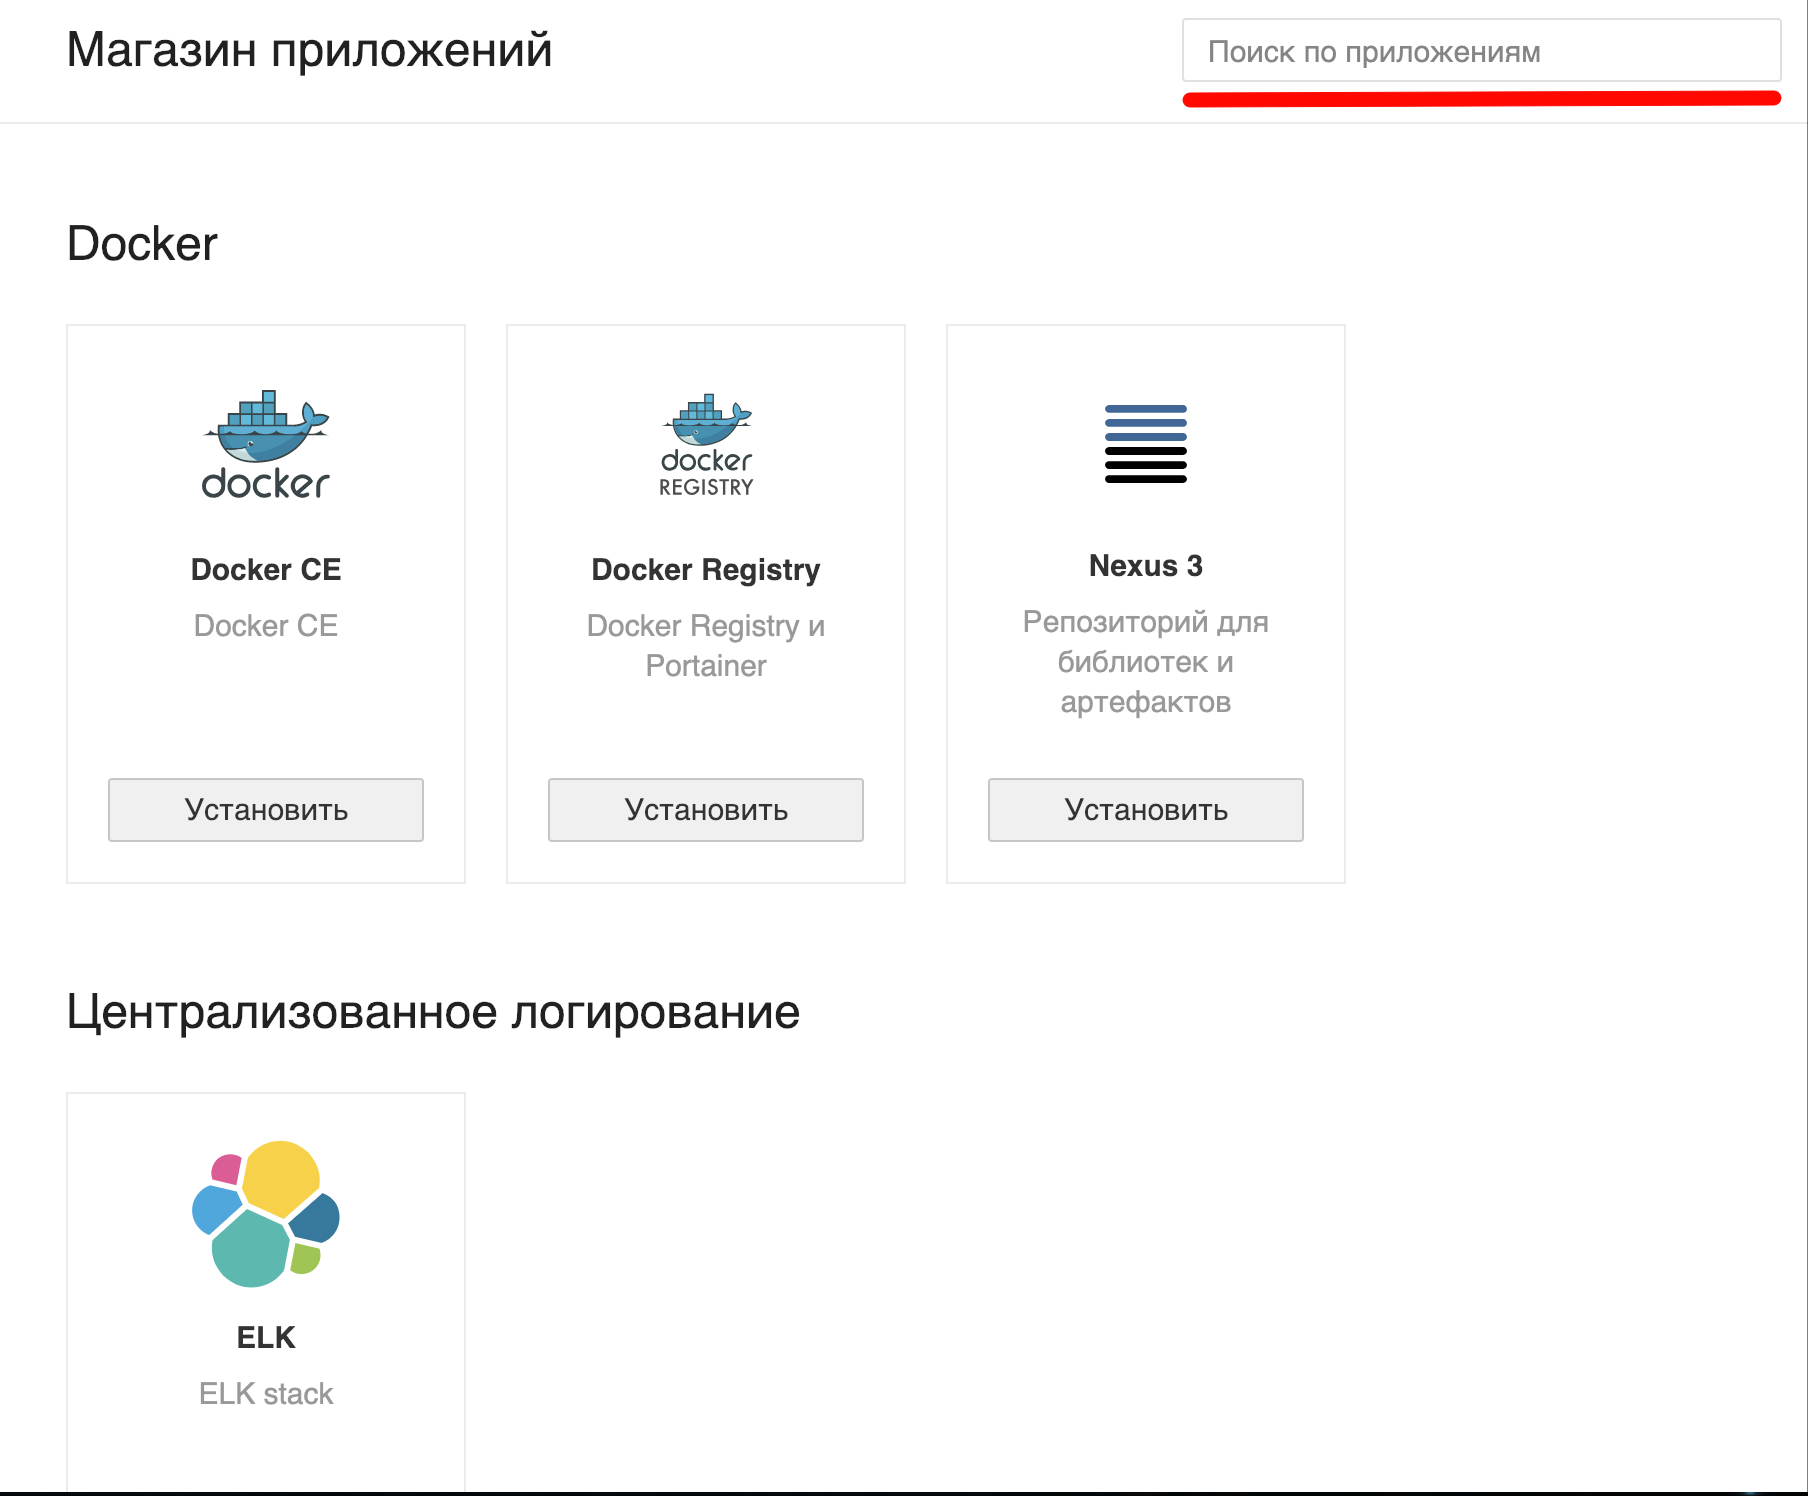 Магазин приложений
Поиск по приложениям
Docker
docker
Docker CE
Docker CE
Установить
docker
REGISTRY
Docker Registry
Docker Registry и
Portainer
Установить
Nexus 3
Репозиторий для
библиотек и
артефактов
Установить
Централизованное логирование
ELK
ELK stack